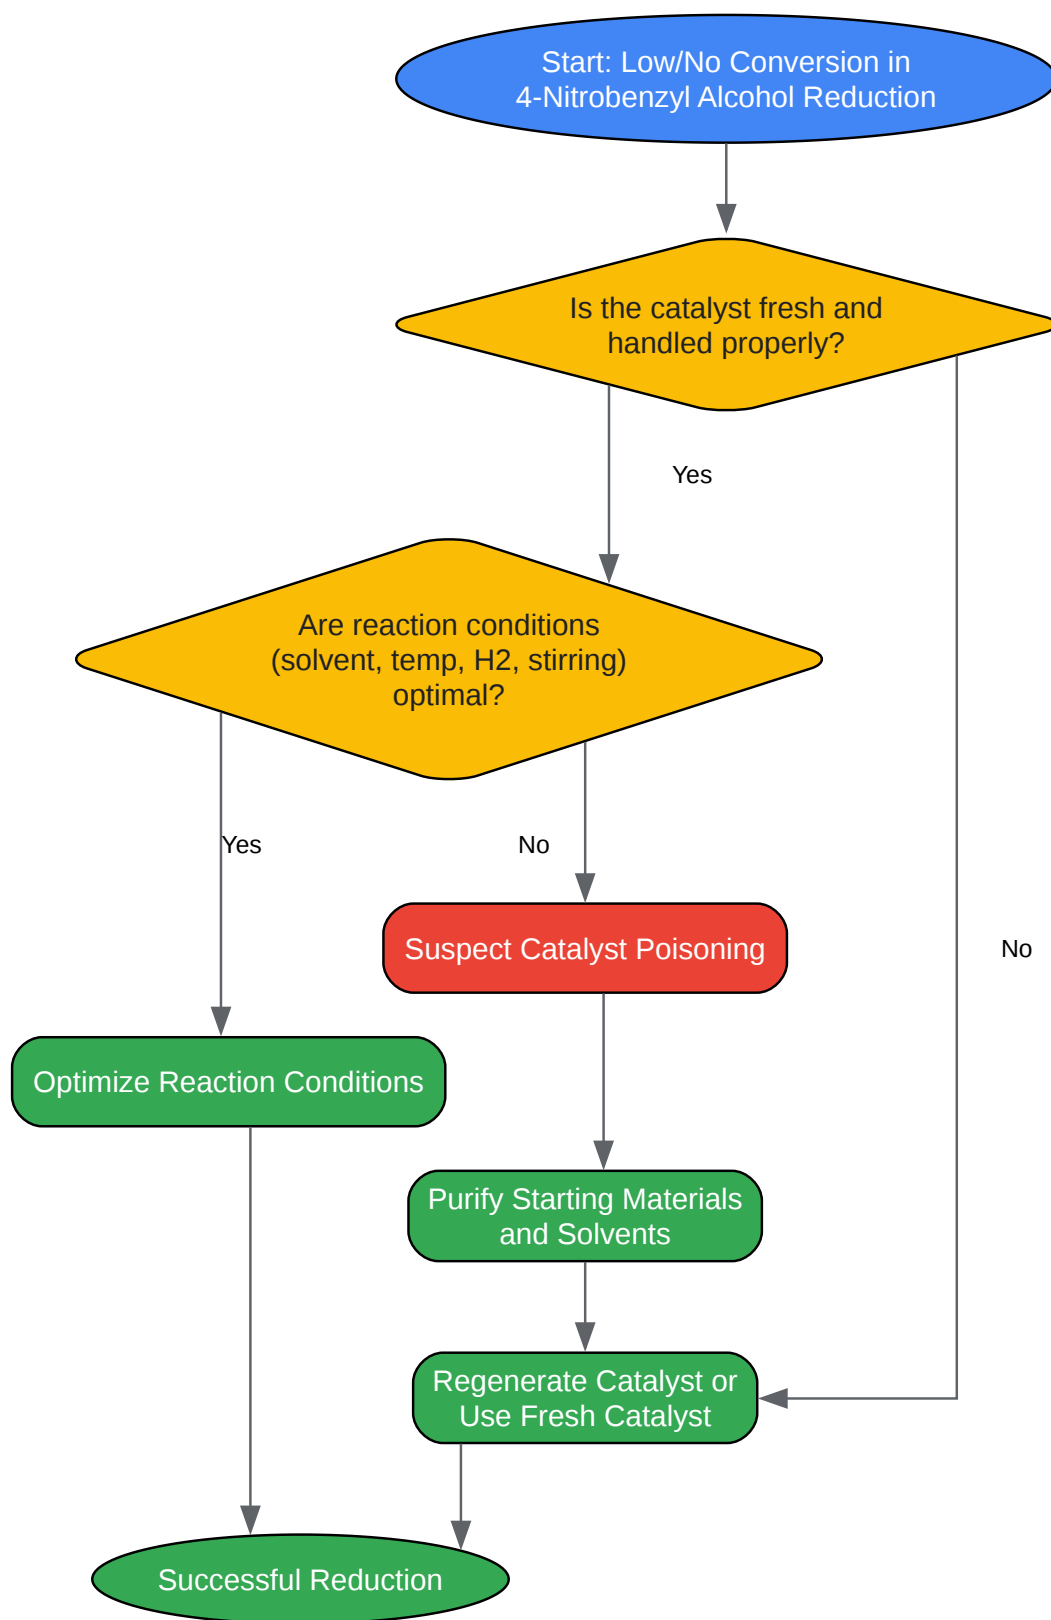 Start: Low/No Conversion in
4-Nitrobenzyl Alcohol Reduction
Is the catalyst fresh and
handled properly?
Yes
Are reaction conditions
(solvent, temp, H2, stirring)
optimal?
Yes
No
Suspect Catalyst Poisoning
No
Optimize Reaction Conditions
Purify Starting Materials
and Solvents
Regenerate Catalyst or
Use Fresh Catalyst
Successful Reduction